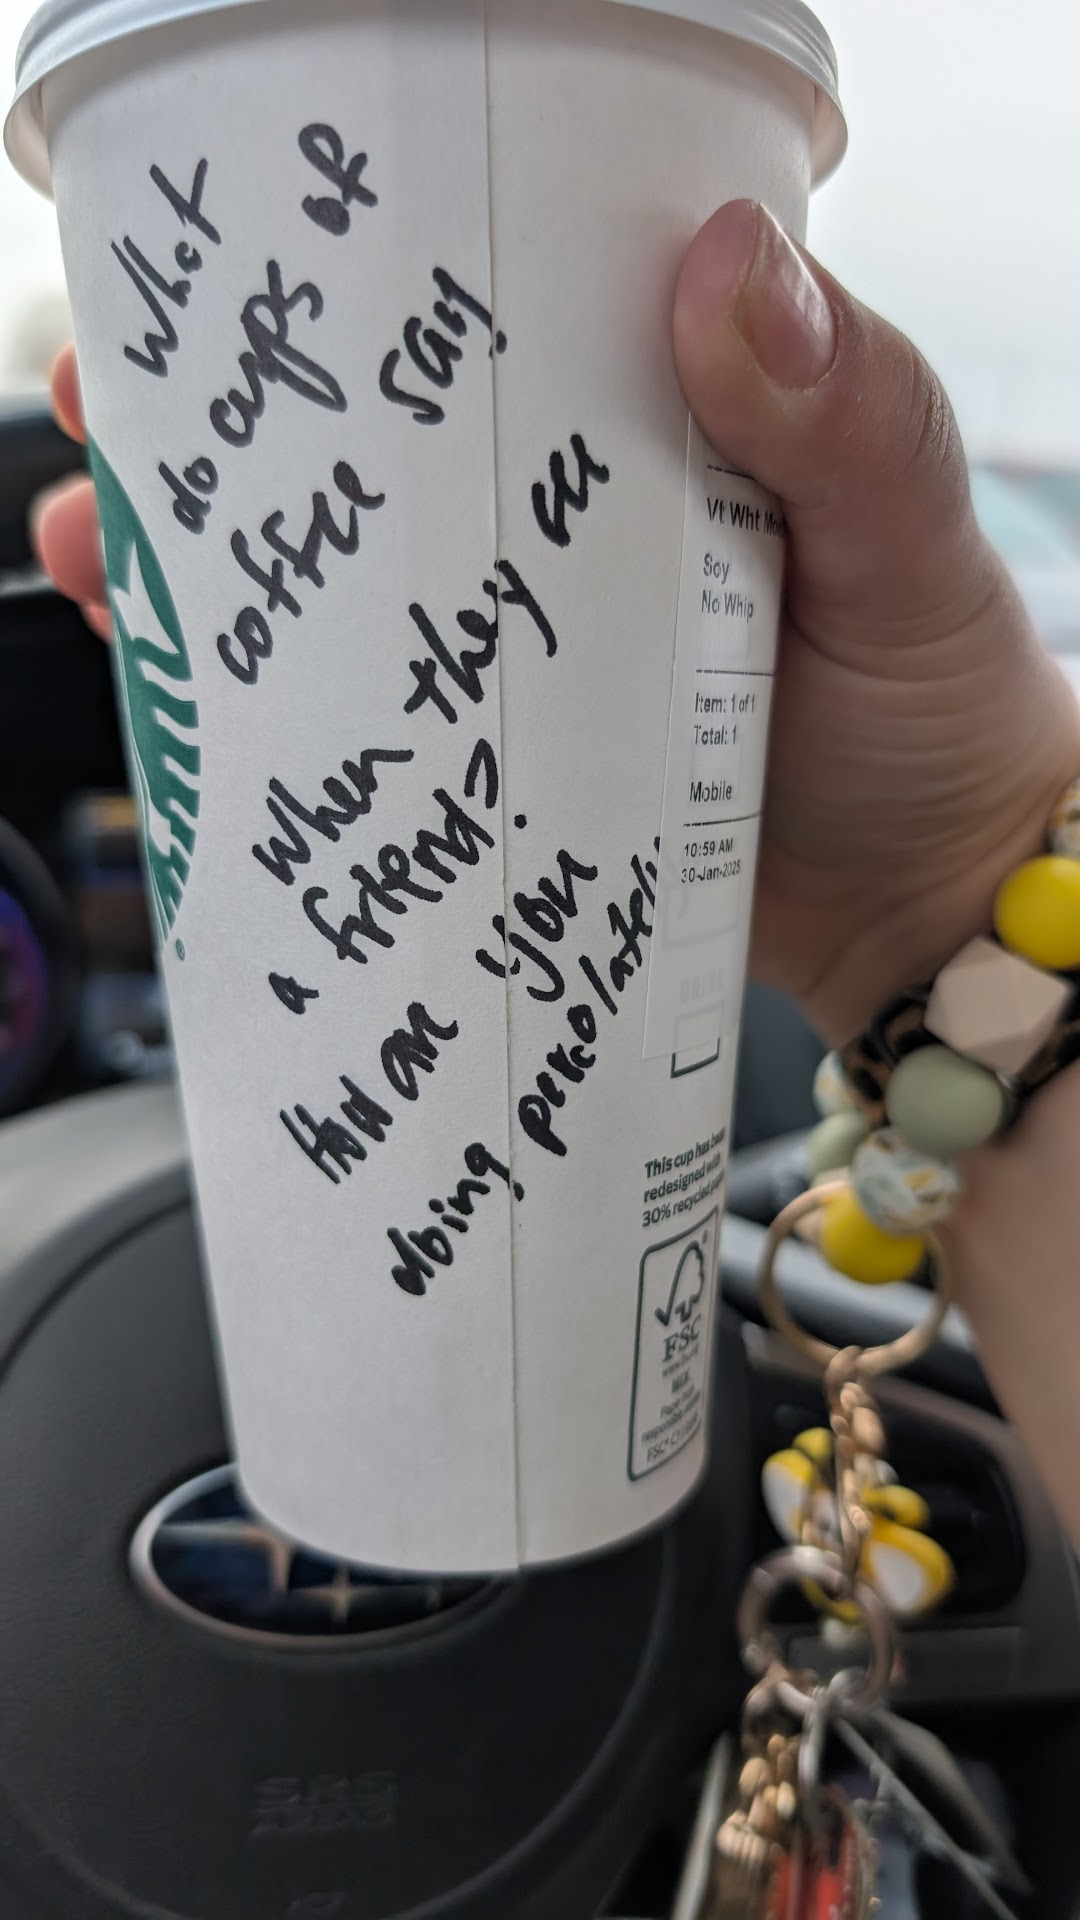 What
do cups of
coffee say
When they see
a friend?
How are you
doing percolately
Vt Wht Moc
Soy
No Whip
Item: 1 of 1
Total: 1
Mobile
10:59 AM
30-Jan-2025
This cup has been
redesigned with
30% recycled
FSC
MIX